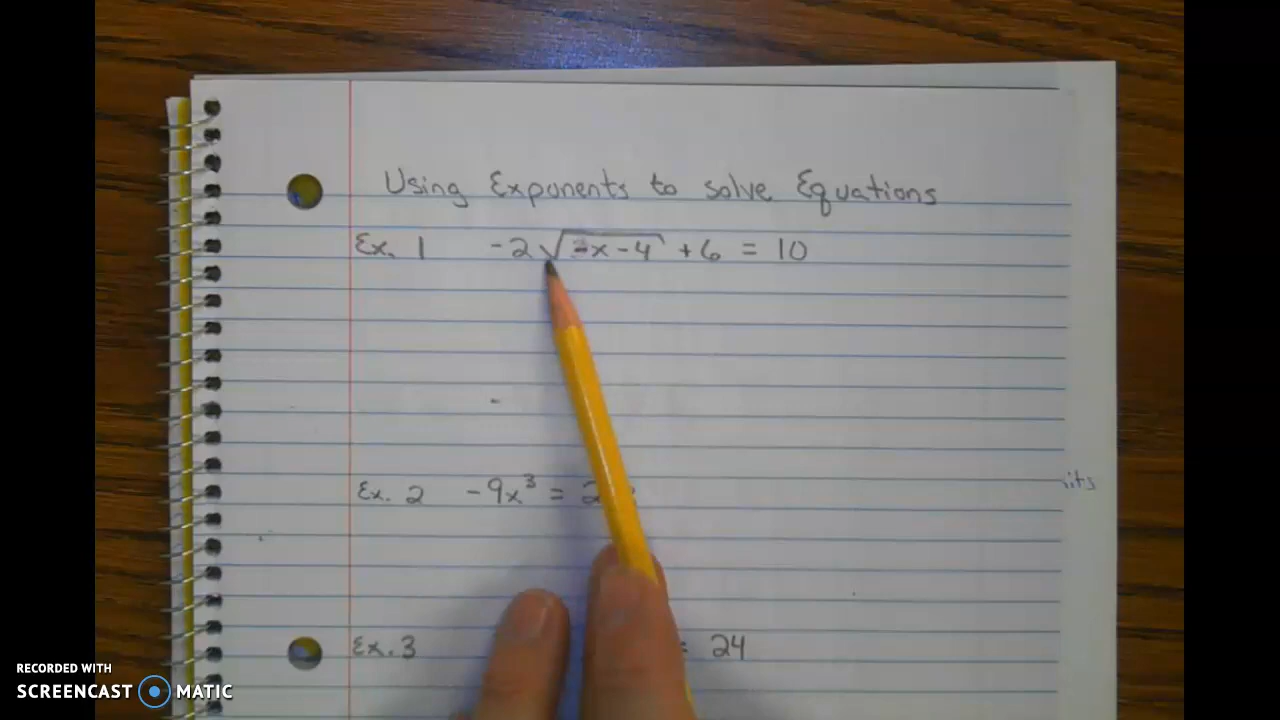 Using Exponents to solve Equations
Ex. 1 -2√(-x-4) +6 = 10
Ex. 2 -9x³ =
its
Ex. 3 = 24
RECORDED WITH
SCREENCAST MATIC